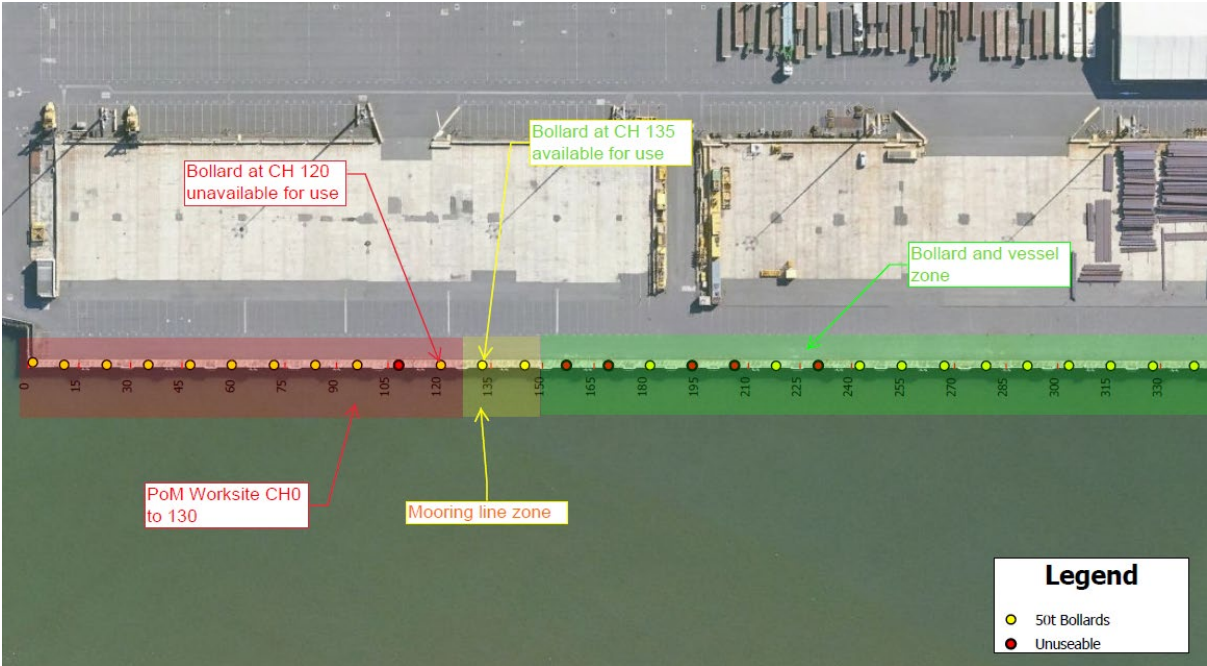 Bollard at CH 135
available for use
Bollard at CH 120
unavailable for use
Bollard and vessel
zone
0
15
30
45
60
75
90
105
120
135
150
165
180
195
210
225
240
255
270
285
300
315
330
PoM Worksite CH0
to 130
Mooring line zone
Legend
50t Bollards
Unuseable